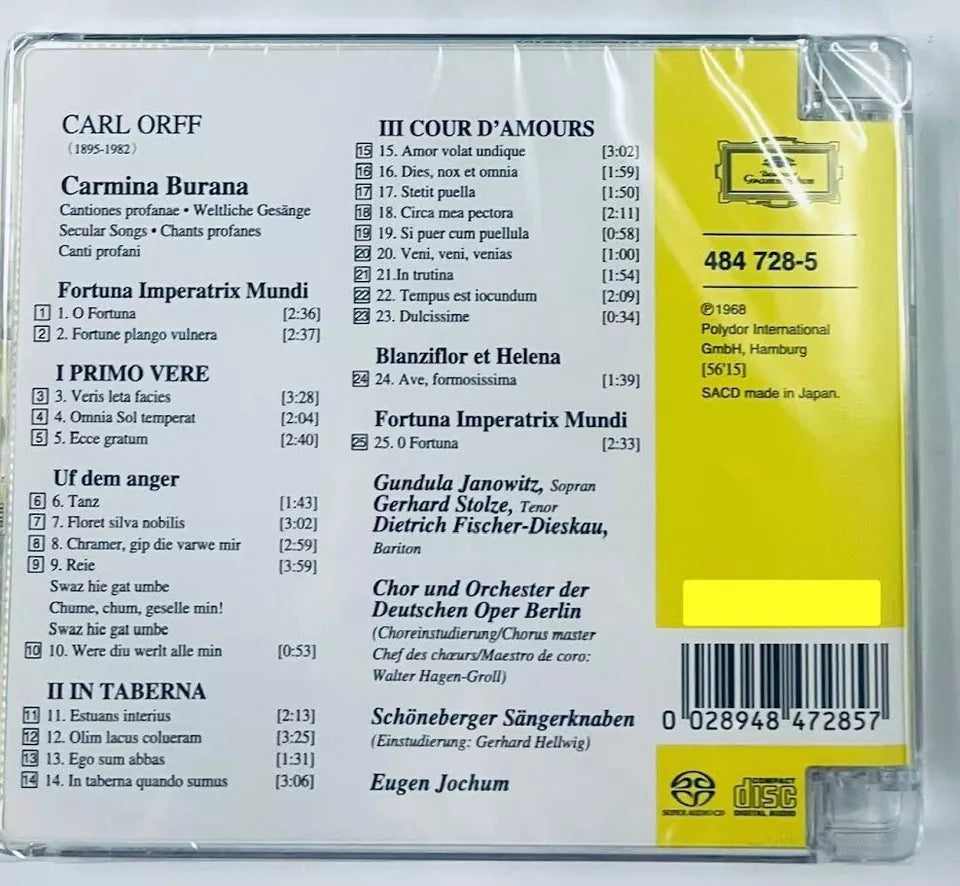 CARL ORFF
(1895-1982)
Carmina Burana
Cantiones profanae • Weltliche Gesänge
Secular Songs • Chants profanes
Canti profani
Fortuna Imperatrix Mundi
1 1. O Fortuna [2:36]
2 2. Fortune plango vulnera [2:37]
I PRIMO VERE
3 3. Veris leta facies [3:28]
4 4. Omnia Sol temperat [2:04]
5 5. Ecce gratum [2:40]
Uf dem anger
6 6. Tanz [1:43]
7 7. Floret silva nobilis [3:02]
8 8. Chramer, gip die varwe mir [2:59]
9 9. Reie [3:59]
Swaz hie gat umbe
Chume, chum, geselle min!
Swaz hie gat umbe
10 10. Were diu werlt alle min [0:53]
II IN TABERNA
11 11. Estuans interius [2:13]
12 12. Olim lacus colueram [3:25]
13 13. Ego sum abbas [1:31]
14 14. In taberna quando sumus [3:06]
III COUR D'AMOURS
15 15. Amor volat undique [3:02]
16 16. Dies, nox et omnia [1:59]
17 17. Stetit puella [1:50]
18 18. Circa mea pectora [2:11]
19 19. Si puer cum puellula [0:58]
20 20. Veni, veni, venias [1:00]
21 21.In trutina [1:54]
22 22. Tempus est iocundum [2:09]
23 23. Dulcissime [0:34]
Blanziflor et Helena
24 24. Ave, formosissima [1:39]
Fortuna Imperatrix Mundi
25 25. O Fortuna [2:33]
Gundula Janowitz, Sopran
Gerhard Stolze, Tenor
Dietrich Fischer-Dieskau,
Bariton
Chor und Orchester der
Deutschen Oper Berlin
(Choreinstudierung/Chorus master
Chef des chœurs/Maestro de coro:
Walter Hagen-Groll)
Schöneberger Sängerknaben
(Einstudierung: Gerhard Hellwig)
Eugen Jochum
Deutsche
Grammophon
484 728-5
℗1968
Polydor International
GmbH, Hamburg
[56'15]
SACD made in Japan.
0 028948 472857
SUPER AUDIO CD
COMPACT
disc
DIGITAL AUDIO